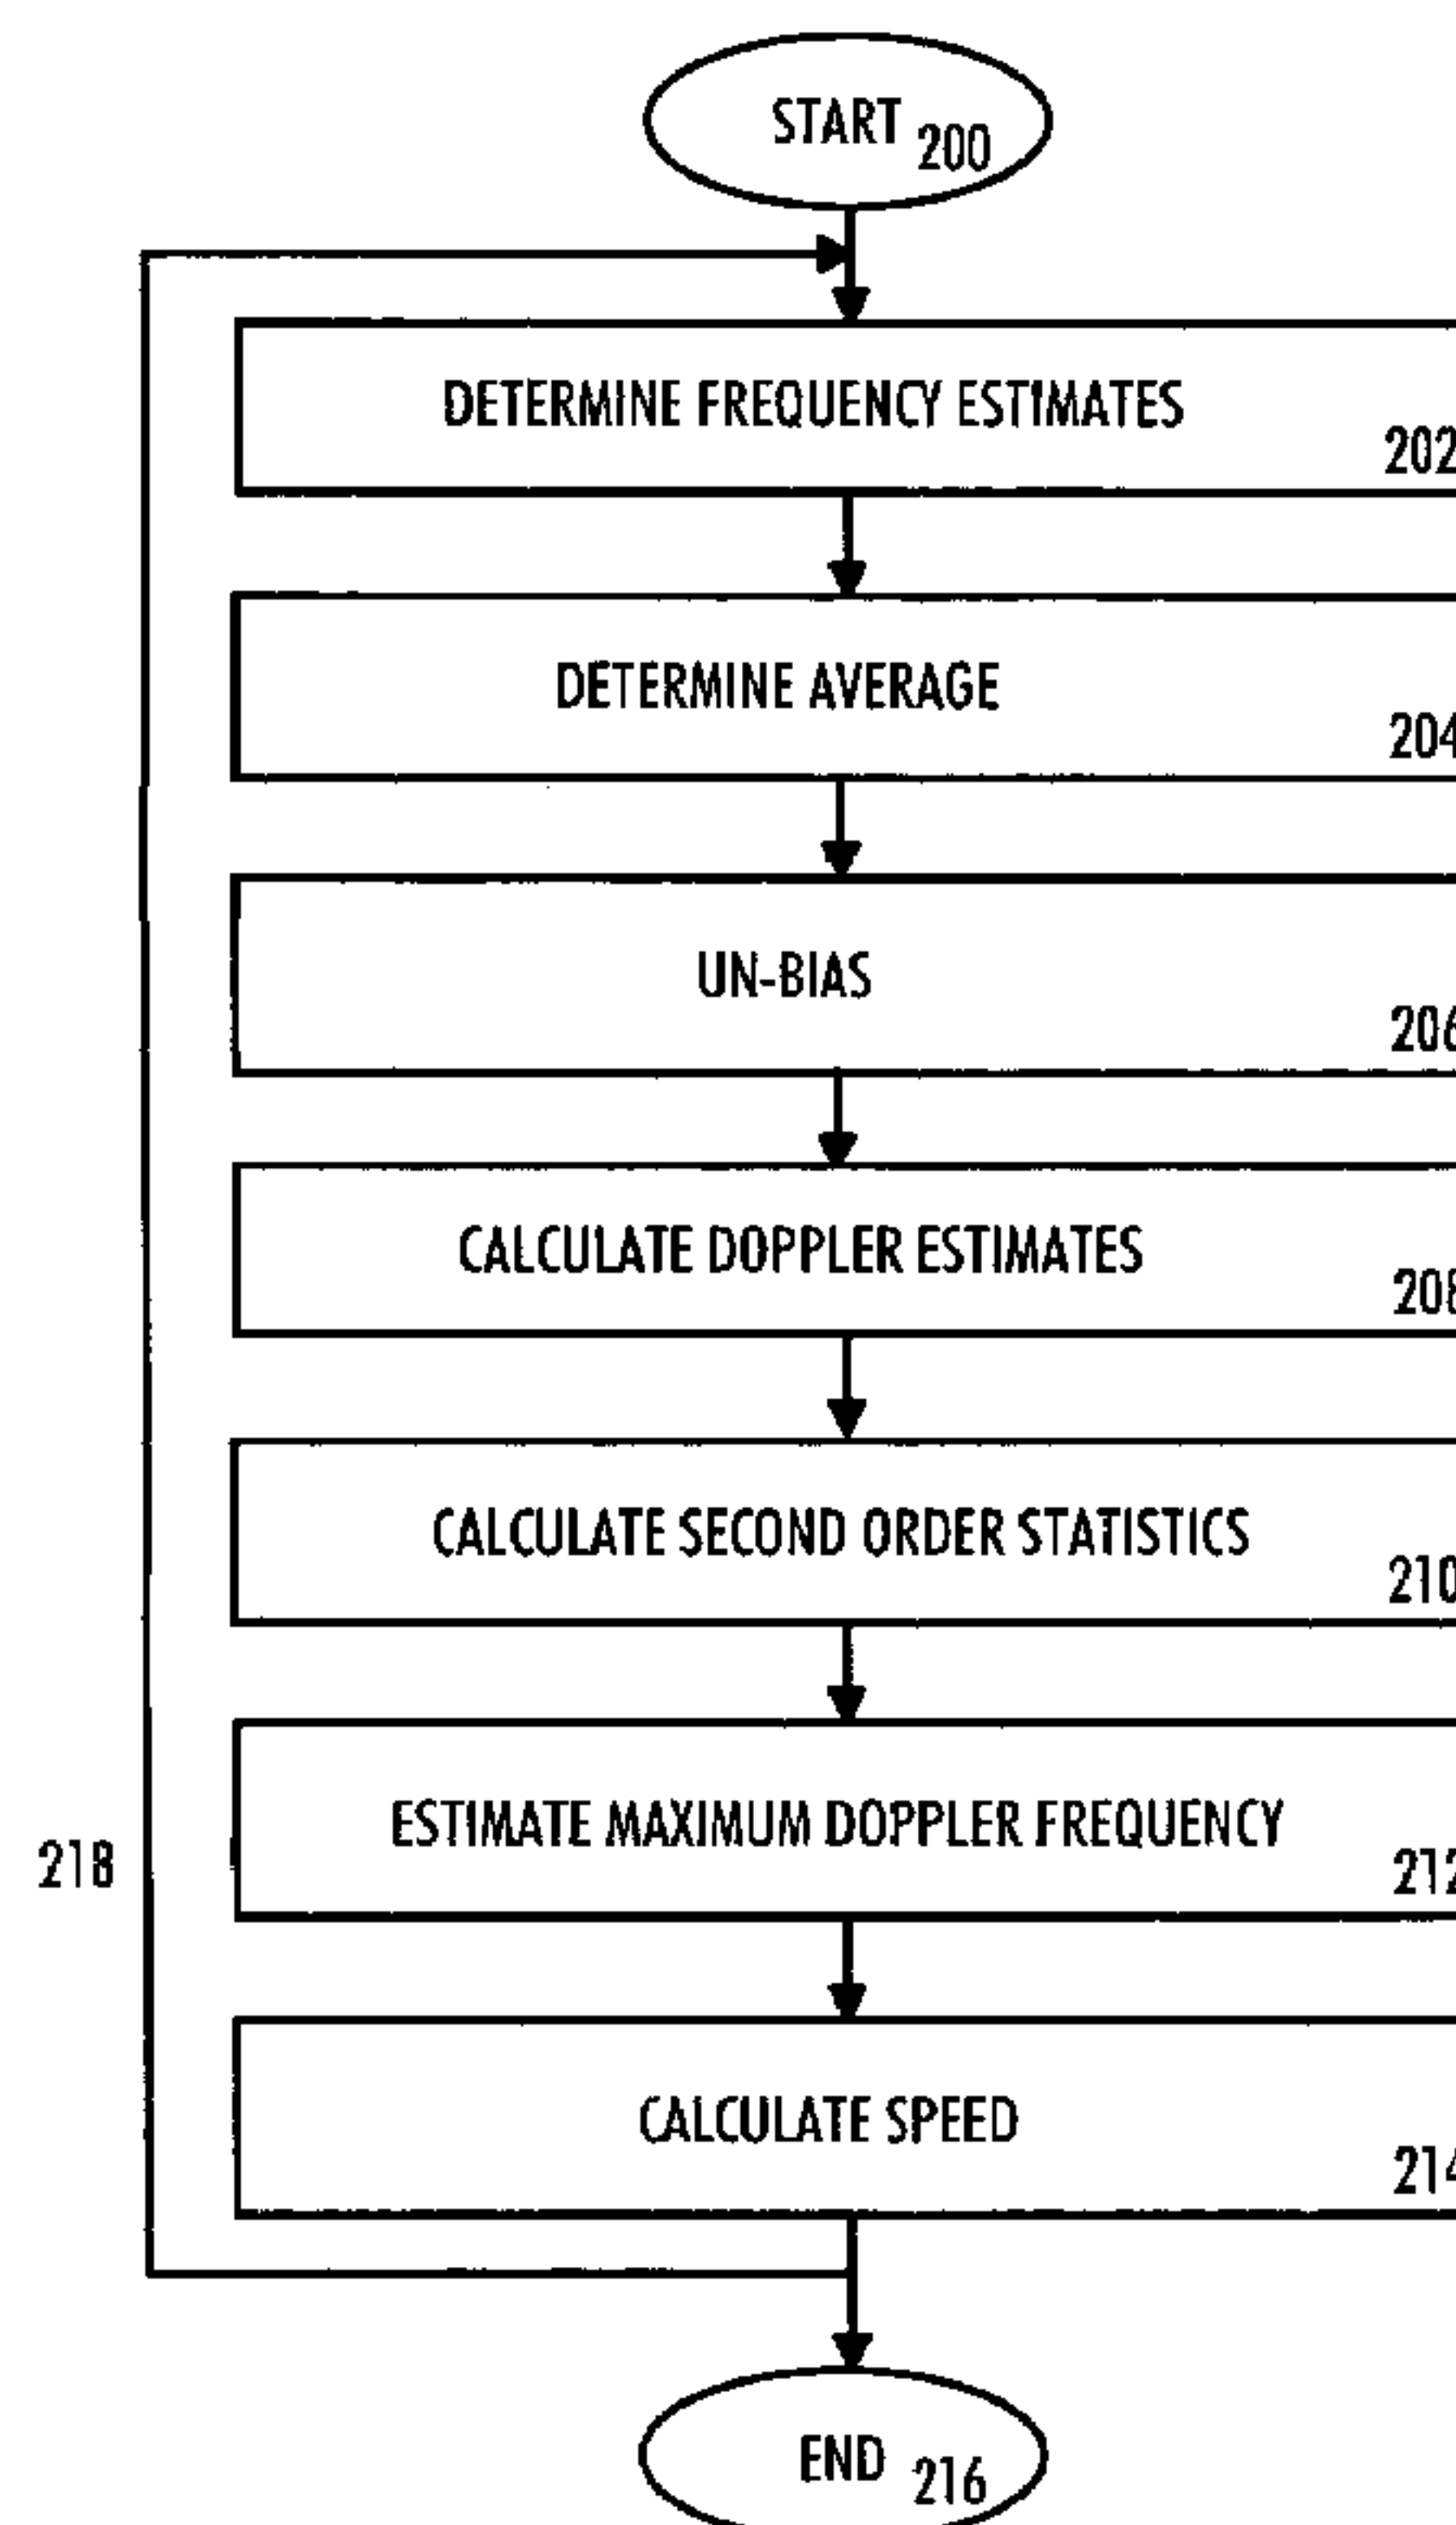 START 200
DETERMINE FREQUENCY ESTIMATES
202
DETERMINE AVERAGE
204
UN-BIAS
206
CALCULATE DOPPLER ESTIMATES
208
CALCULATE SECOND ORDER STATISTICS
210
ESTIMATE MAXIMUM DOPPLER FREQUENCY
212
218
CALCULATE SPEED
214
END 216